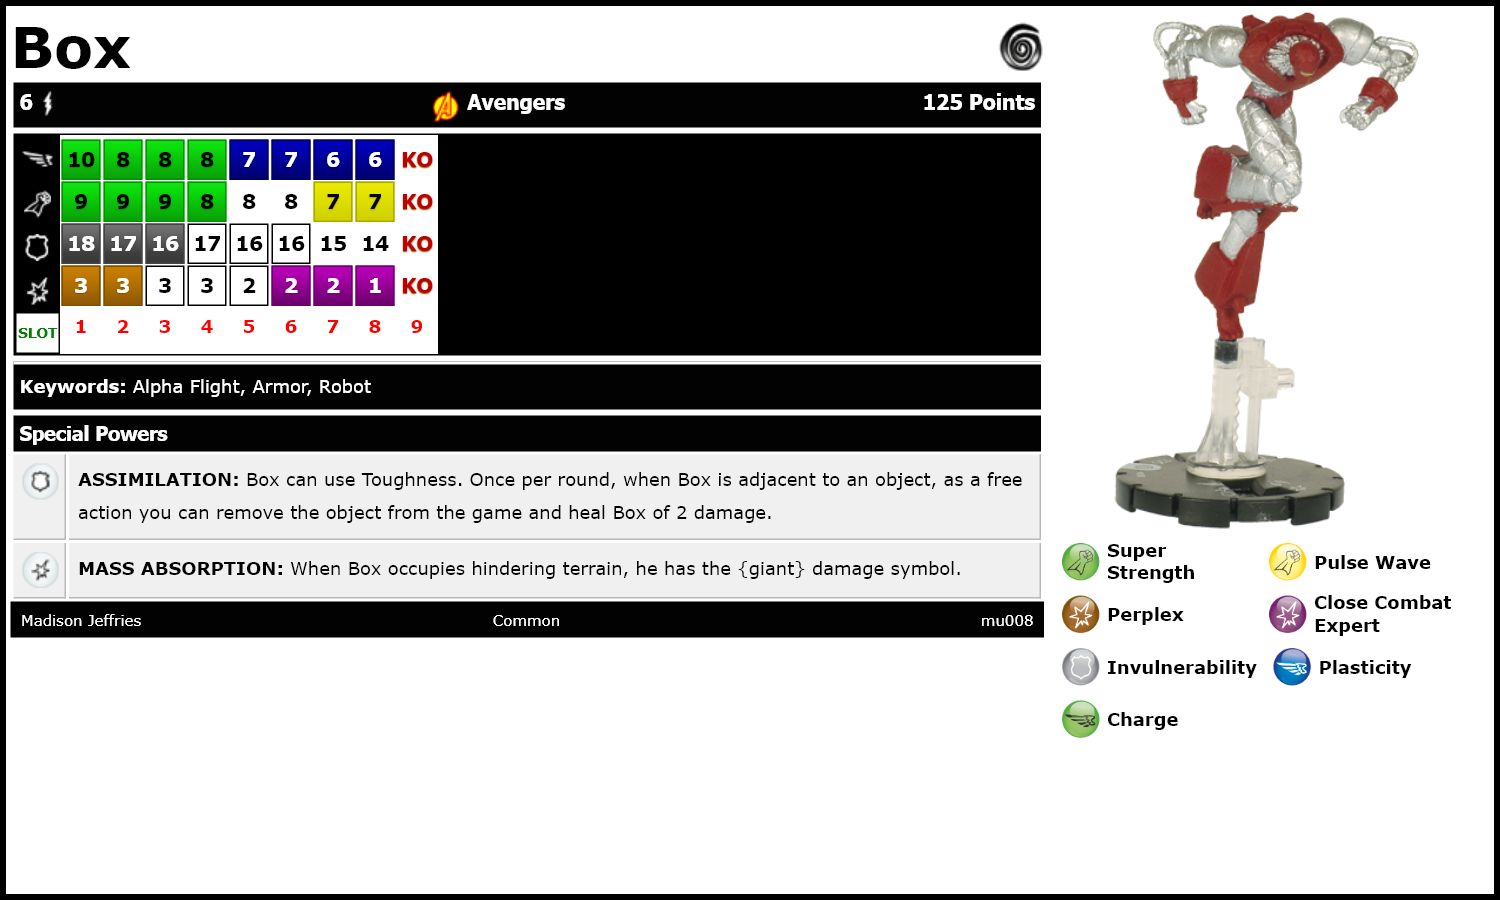 Box
6 Avengers 125 Points
10 8 8 8 7 7 6 6 KO
9 9 9 8 8 8 7 7 KO
18 17 16 17 16 16 15 14 KO
3 3 3 3 2 2 2 1 KO
SLOT 1 2 3 4 5 6 7 8 9
Keywords: Alpha Flight, Armor, Robot
Special Powers
ASSIMILATION: Box can use Toughness. Once per round, when Box is adjacent to an object, as a free
action you can remove the object from the game and heal Box of 2 damage.
MASS ABSORPTION: When Box occupies hindering terrain, he has the {giant} damage symbol.
Madison Jeffries Common mu008
Super
Strength
Pulse Wave
Perplex
Close Combat
Expert
Invulnerability
Plasticity
Charge